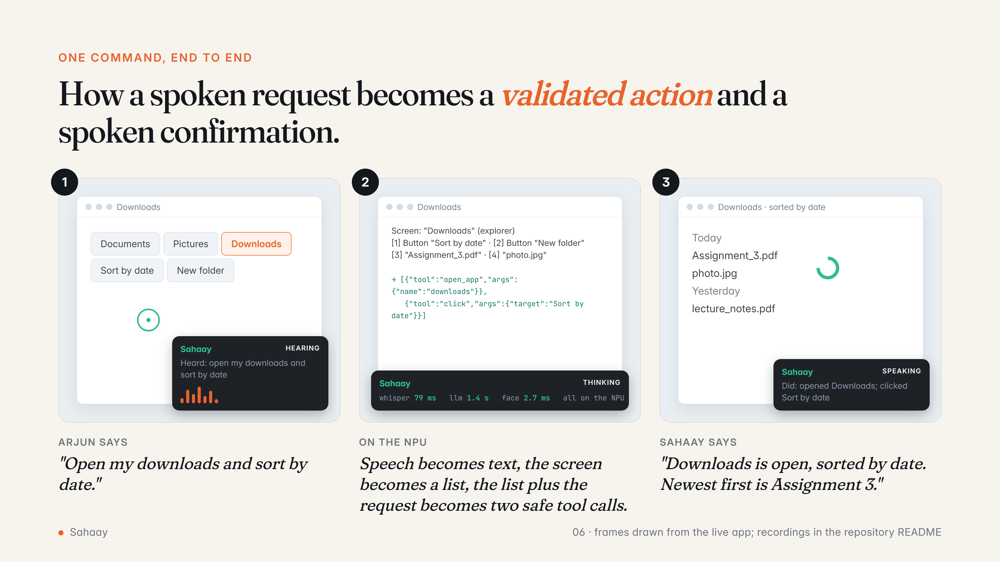 ONE COMMAND, END TO END
How a spoken request becomes a validated action and a
spoken confirmation.
1
Downloads
Documents
Pictures
Downloads
Sort by date
New folder
Sahaay
HEARING
Heard: open my downloads and
sort by date
ARJUN SAYS
"Open my downloads and sort by
date."
2
Downloads
Screen: "Downloads" (explorer)
[1] Button "Sort by date" · [2] Button "New folder"
[3] "Assignment_3.pdf" · [4] "photo.jpg"
→ [{"tool":"open_app","args":
{"name":"downloads"}},
{"tool":"click","args":{"target":"Sort by
date"}}]
Sahaay
THINKING
whisper 79 ms llm 1.4 s face 2.7 ms all on the NPU
ON THE NPU
Speech becomes text, the screen
becomes a list, the list plus the
request becomes two safe tool calls.
3
Downloads · sorted by date
Today
Assignment_3.pdf
photo.jpg
Yesterday
lecture_notes.pdf
Sahaay
SPEAKING
Did: opened Downloads; clicked
Sort by date
SAHAAY SAYS
"Downloads is open, sorted by date.
Newest first is Assignment 3."
Sahaay
06 · frames drawn from the live app; recordings in the repository README